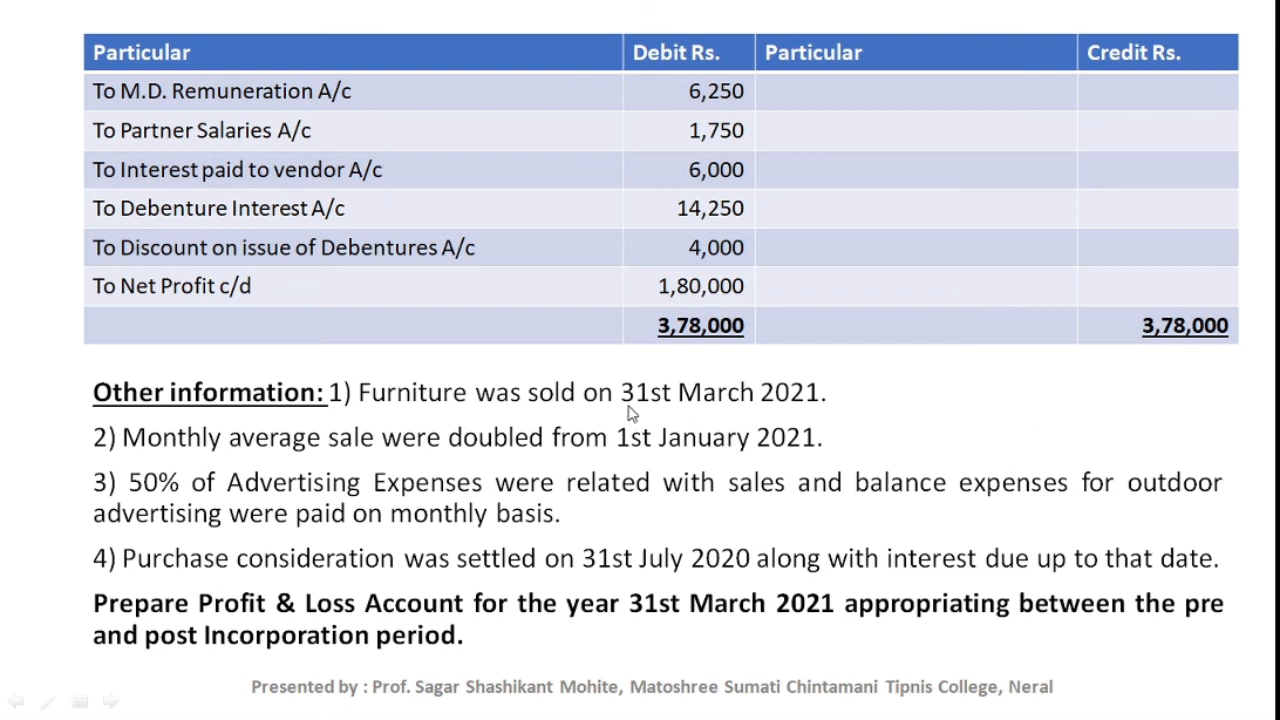 Particular Debit Rs. Particular Credit Rs.
To M.D. Remuneration A/c 6,250
To Partner Salaries A/c 1,750
To Interest paid to vendor A/c 6,000
To Debenture Interest A/c 14,250
To Discount on issue of Debentures A/c 4,000
To Net Profit c/d 1,80,000
3,78,000 3,78,000
Other information: 1) Furniture was sold on 31st March 2021.
2) Monthly average sale were doubled from 1st January 2021.
3) 50% of Advertising Expenses were related with sales and balance expenses for outdoor
advertising were paid on monthly basis.
4) Purchase consideration was settled on 31st July 2020 along with interest due up to that date.
Prepare Profit & Loss Account for the year 31st March 2021 appropriating between the pre
and post Incorporation period.
Presented by : Prof. Sagar Shashikant Mohite, Matoshree Sumati Chintamani Tipnis College, Neral